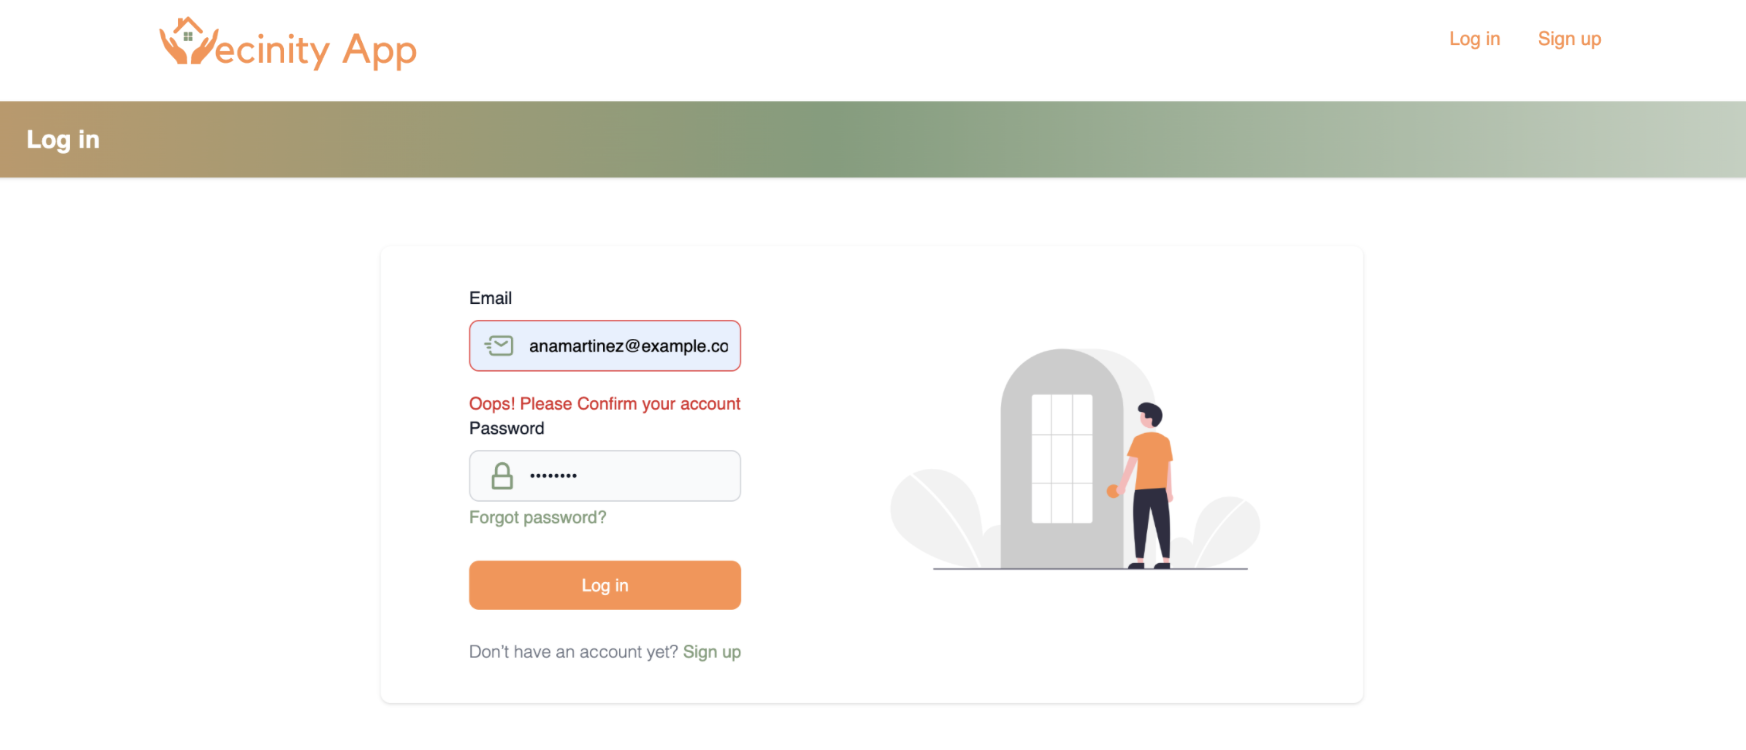 Vecinity App
Log in
Sign up
Log in
Email
anamartinez@example.co
Oops! Please Confirm your account
Password
••••••••
Forgot password?
Log in
Don't have an account yet? Sign up